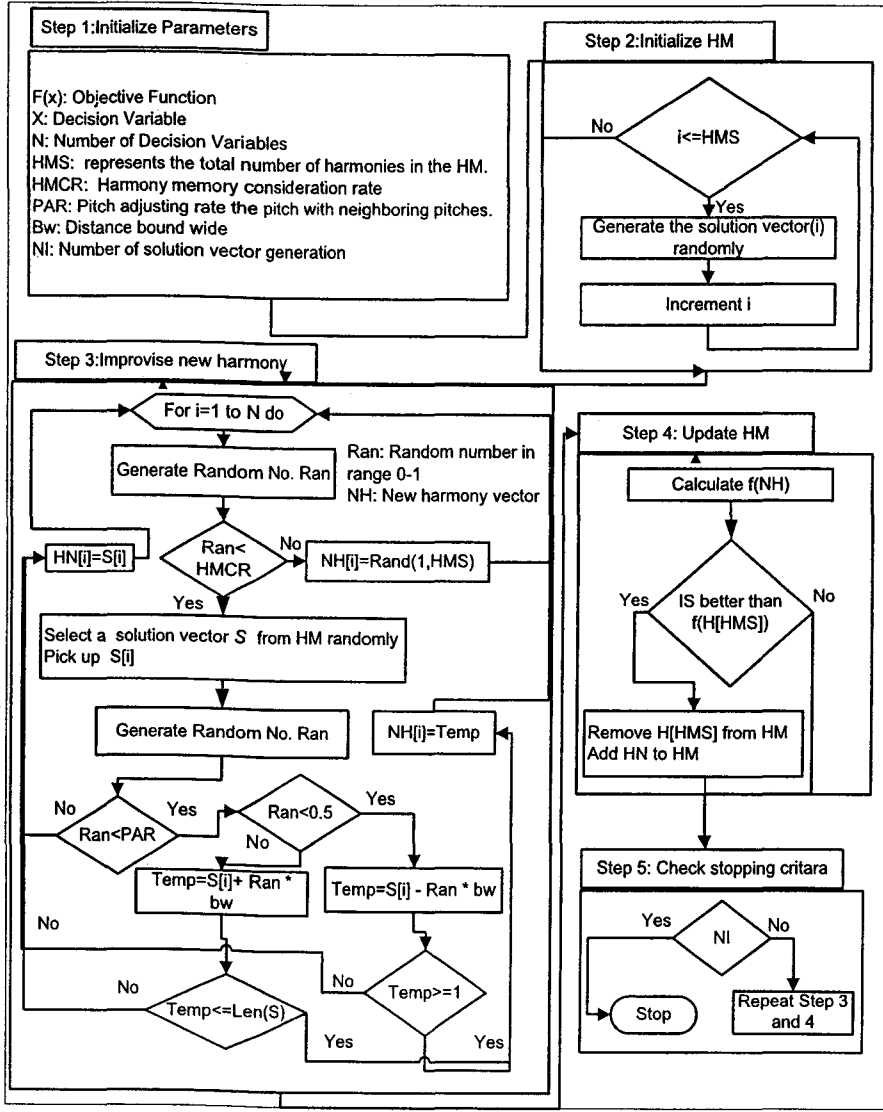 Step 1:Initialize Parameters
F(x): Objective Function
X: Decision Variable
N: Number of Decision Variables
HMS: represents the total number of harmonies in the HM.
HMCR: Harmony memory consideration rate
PAR: Pitch adjusting rate the pitch with neighboring pitches.
Bw: Distance bound wide
NI: Number of solution vector generation
Step 2:Initialize HM
No
i<=HMS
Yes
Generate the solution vector(i)
randomly
Increment i
Step 3:Improvise new harmony
For i=1 to N do
Generate Random No. Ran
Ran: Random number in
range 0-1
NH: New harmony vector
HN[i]=S[i]
Ran<
HMCR
No
NH[i]=Rand(1,HMS)
Yes
Select a solution vector S from HM randomly
Pick up S[i]
Generate Random No. Ran
NH[i]=Temp
No
Ran<PAR
Yes
Ran<0.5
Yes
No
Temp=S[i]+ Ran *
bw
Temp=S[i] - Ran * bw
No
No
Temp<=Len(S)
Yes
No
Temp>=1
Yes
Step 4: Update HM
Calculate f(NH)
Yes
IS better than
f(H[HMS])
No
Remove H[HMS] from HM
Add HN to HM
Step 5: Check stopping critara
Yes
NI
No
Stop
Repeat Step 3
and 4